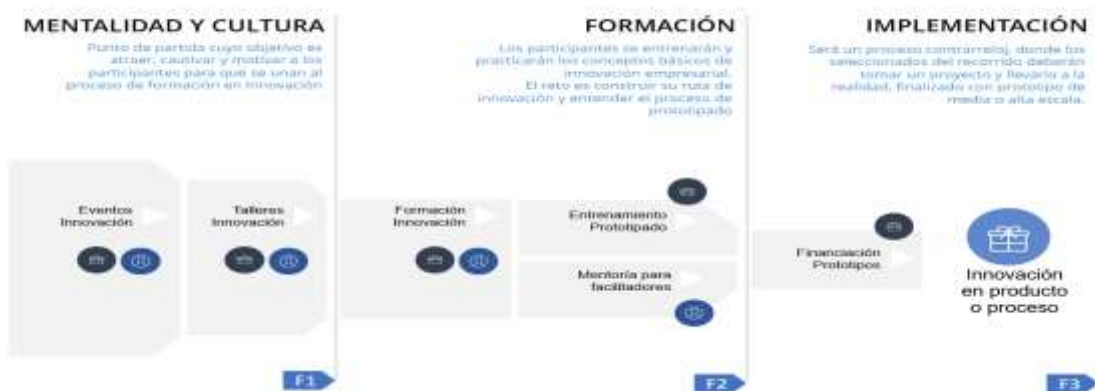 MENTALIDAD Y CULTURA
Punto de partida cuyo objetivo es
atraer, cautivar y motivar a los
participantes para que se unan al
proceso de formación en Innovación
FORMACIÓN
Los participantes se entrenarán y
practicarán los conceptos básicos de
innovación empresarial.
El reto es construir su ruta de
innovación y entender el proceso de
prototipado
IMPLEMENTACIÓN
Será un proceso contrarreloj, donde los
seleccionados del recorrido deberán
tomar un proyecto y llevarlo a la
realidad, finalizado con prototipo de
media o alta escala.
Eventos
Innovación
Talleres
Innovación
Formación
Innovación
Entrenamiento
Prototipado
Mentoría para
facilitadores
Financiación
Prototipos
Innovación
en producto
o proceso
F1
F2
F3